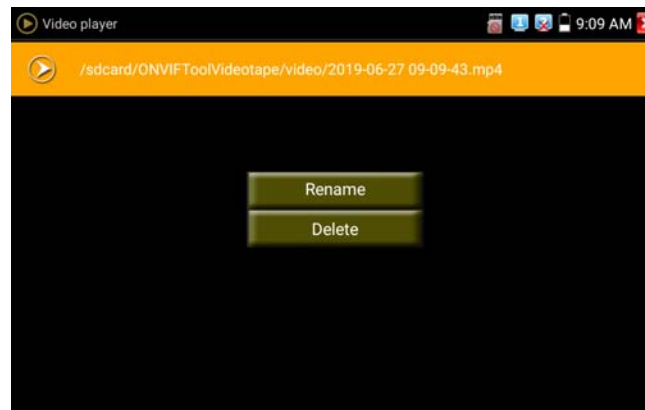 Video player
9:09 AM
/sdcard/ONVIFToolVideotape/video/2019-06-27 09-09-43.mp4
Rename
Delete